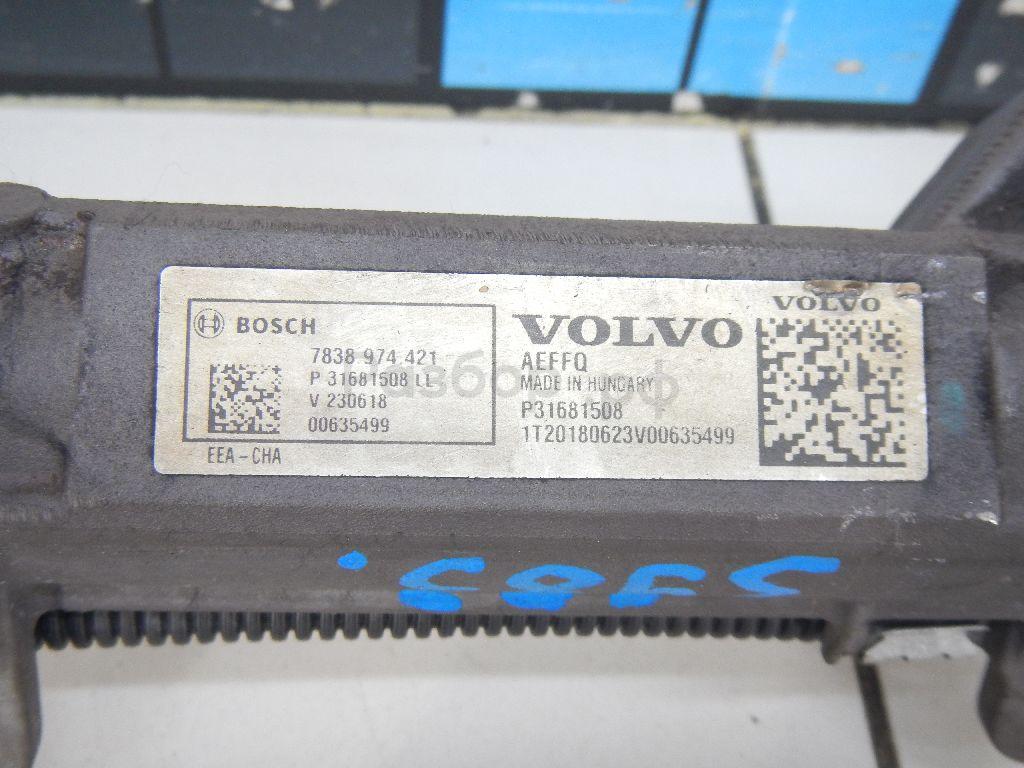 BOSCH
7838 974 421
P 31681508 LL
V 230618
00635499
EEA-CHA
VOLVO
AEFFQ
MADE IN HUNGARY
P31681508
1T20180623V00635499
VOLVO